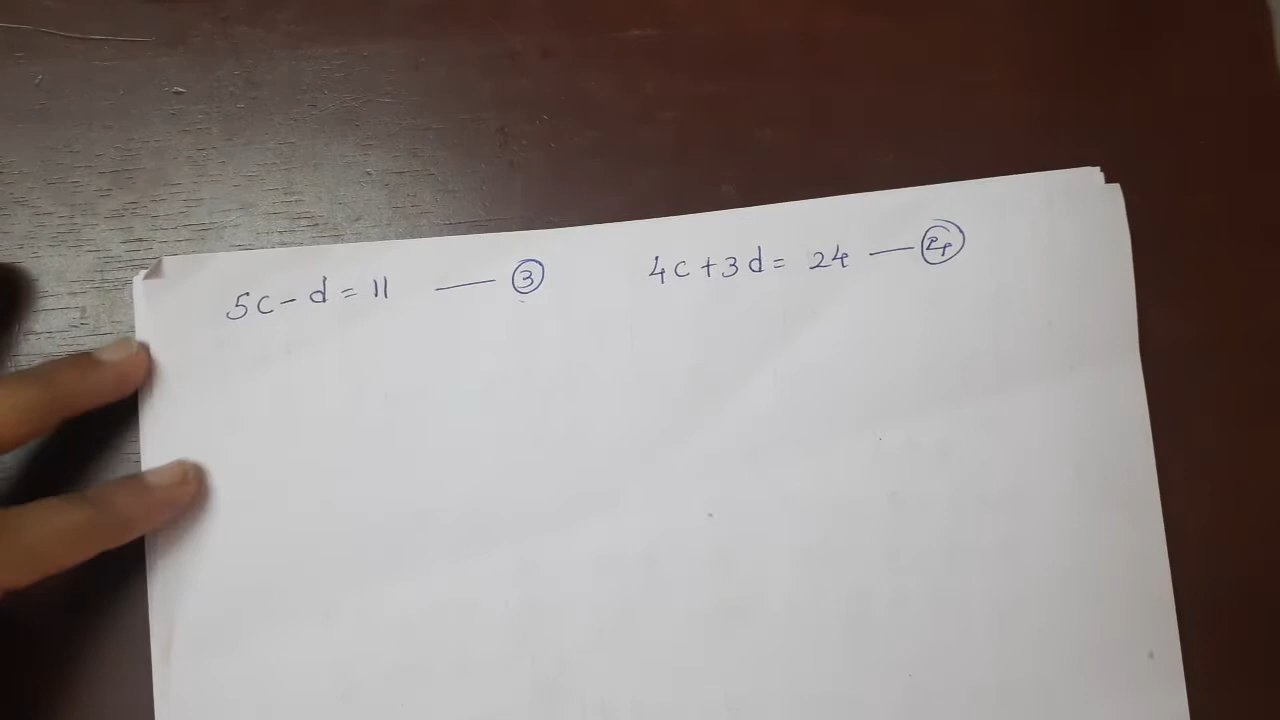 5c - d = 11 —— ③ 4c + 3d = 24 —— ④